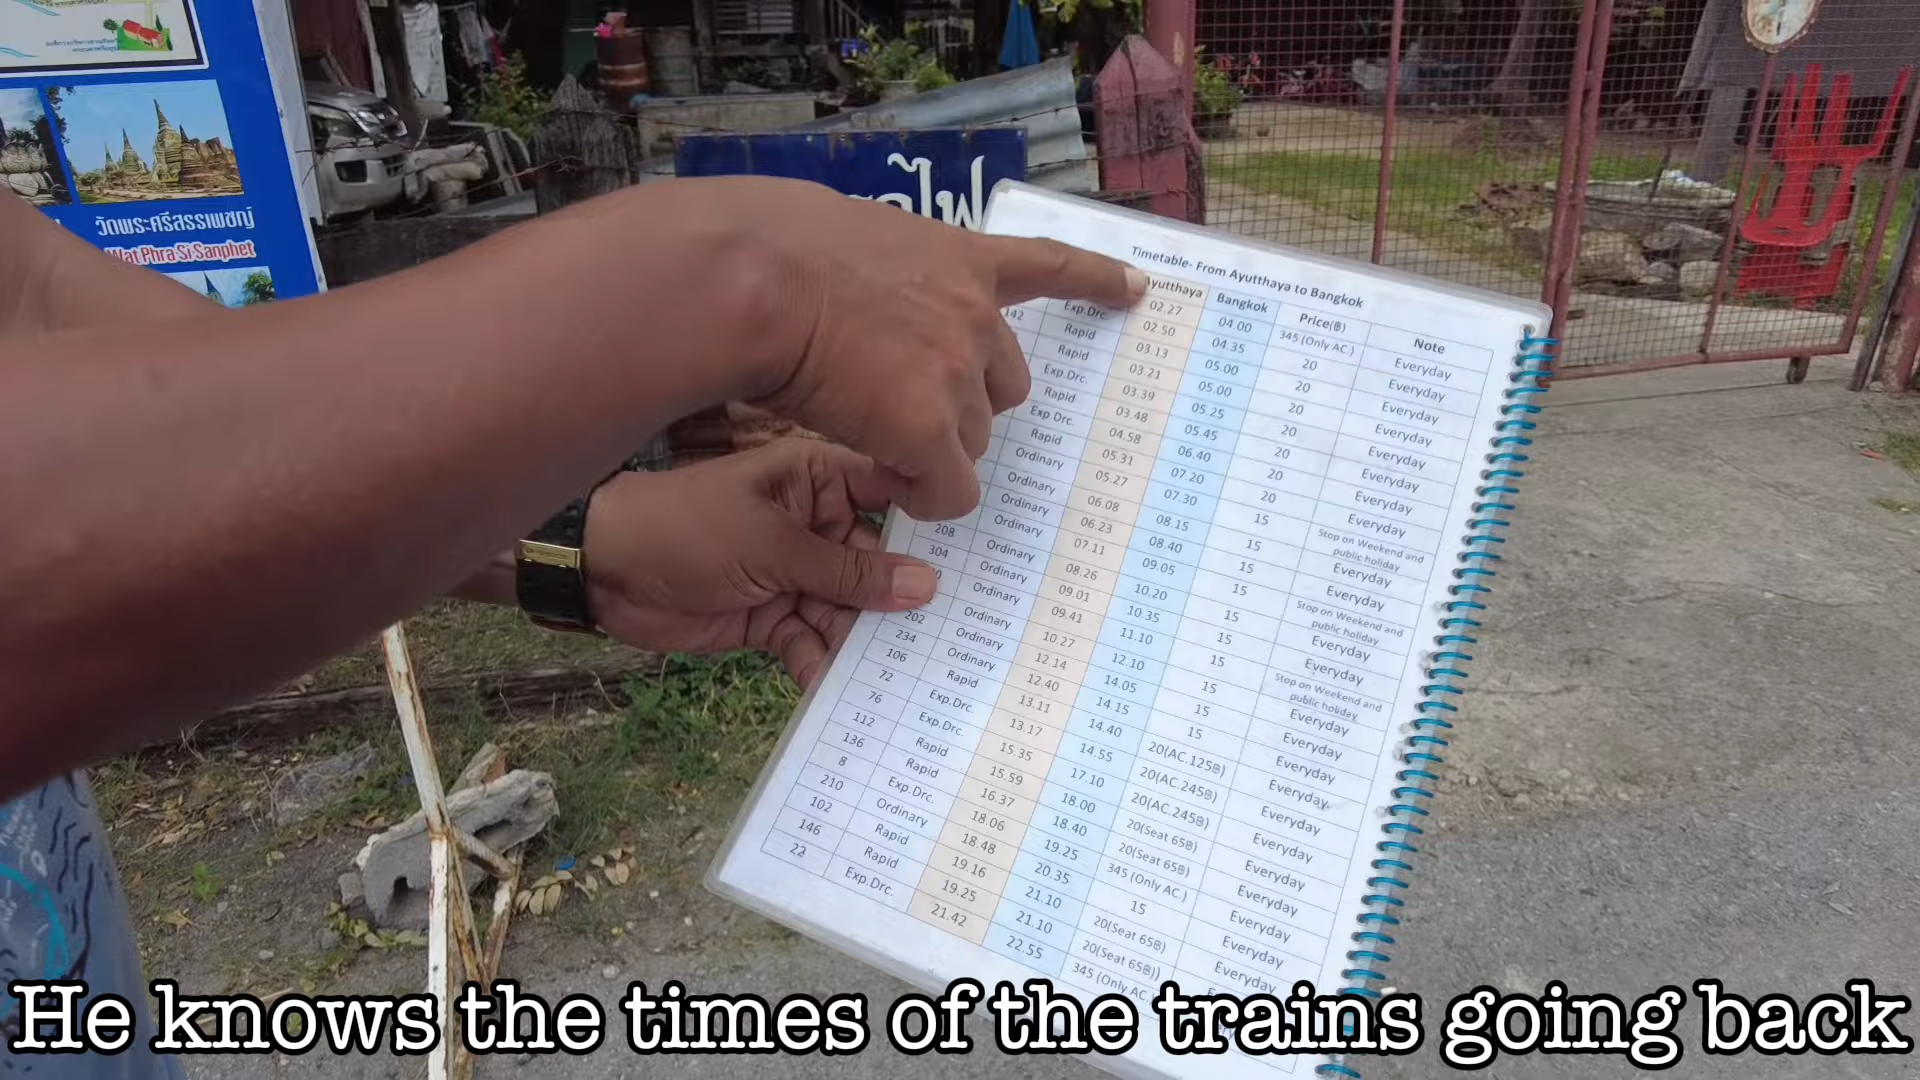 วัดพระศรีสรรเพชญ์
Wat Phra Si Sanphet
Timetable- From Ayutthaya to Bangkok
Ayutthaya Bangkok Price(฿) Note
02.27 04.00 345 (Only AC.) Everyday
Exp.Drc. 02.50 04.35 20 Everyday
142 Rapid 03.13 05.00 20 Everyday
Rapid 03.21 05.00 20 Everyday
Exp.Drc. 03.39 05.25 20 Everyday
Rapid 03.48 05.45 20 Everyday
Exp.Drc. 04.58 06.40 20 Everyday
Rapid 05.31 07.20 20 Everyday
Ordinary 05.27 07.30 15 Stop on Weekend and public holiday
Ordinary 06.08 08.15 15 Everyday
Ordinary 06.23 08.40 15 Everyday
Ordinary 07.11 09.05 15 Stop on Weekend and public holiday
208 Ordinary 08.26 10.20 15 Everyday
304 Ordinary 09.01 10.35 15 Everyday
Ordinary 09.41 11.10 15 Stop on Weekend and public holiday
Ordinary 10.27 12.10 15 Everyday
202 Ordinary 12.14 14.05 15 Everyday
234 Ordinary 12.40 14.15 15 Everyday
106 Rapid 13.11 14.40 20(AC.125฿) Everyday
72 Exp.Drc. 13.17 14.55 20(AC.245฿) Everyday
76 Exp.Drc. 15.35 17.10 20(AC.245฿) Everyday
112 Rapid 15.59 18.00 20(Seat 65฿) Everyday
136 Rapid 16.37 18.40 20(Seat 65฿) Everyday
8 Exp.Drc. 18.06 19.25 345 (Only AC.) Everyday
210 Ordinary 18.48 20.35 15 Everyday
102 Rapid 19.16 21.10 20(Seat 65฿) Everyday
146 Rapid 19.25 21.10 20(Seat 65฿))
22 Exp.Drc. 21.42 22.55 345 (Only AC.
He knows the times of the trains going back